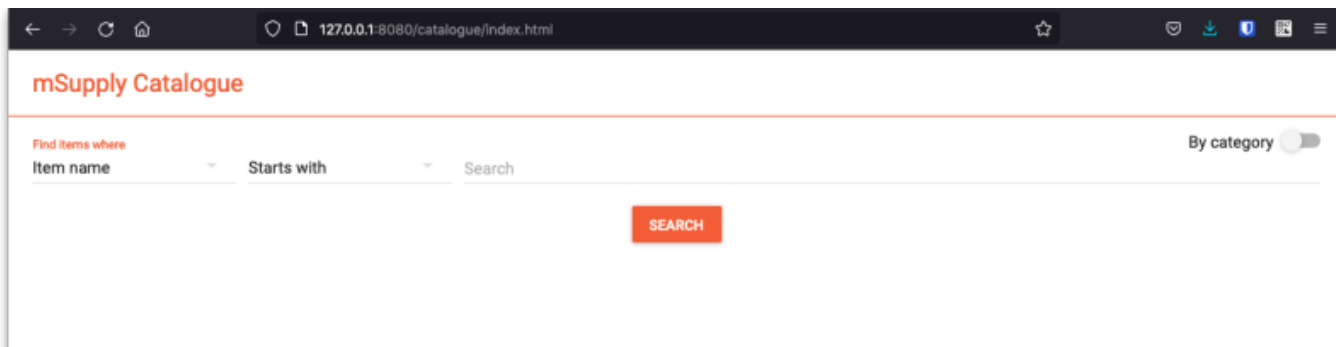 127.0.0.1:8080/catalogue/index.html
mSupply Catalogue
Find items where
By category
Item name
Starts with
Search
SEARCH